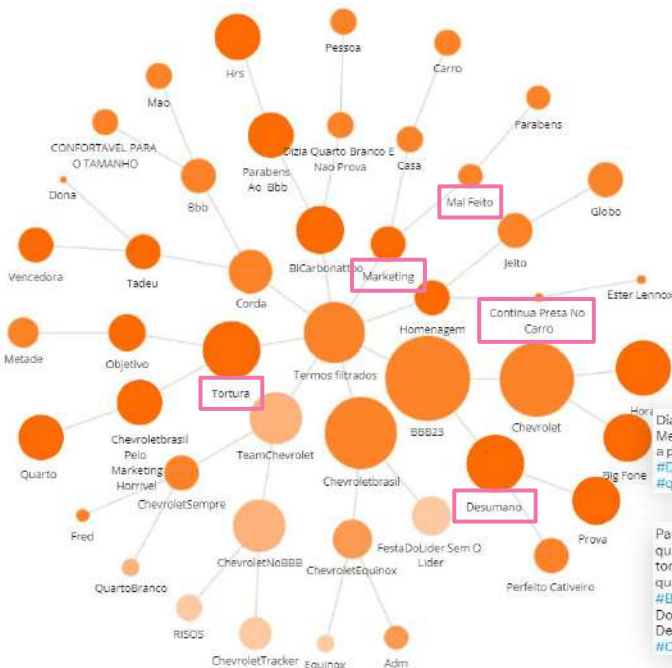 Hrs
Pessoa
Carro
Mao
Parabens
CONFORTAVEL PARA
O TAMANHO
Dizia Quarto Branco E
Nao Prova
Casa
Parabens
Ao Bbb
Dona
Bbb
Mal Feito
Globo
Jeito
BiCarbonattoo
Marketing
Vencedora
Tadeu
Corda
Homenagem
Continua Presa No
Carro
Ester Lennox
Metade
Objetivo
Tortura
Termos filtrados
BBB23
Chevrolet
Hora
Quarto
Chevroletbrasil
Pelo
Marketing
Horrivel
TeamChevrolet
Chevroletbrasil
Big Fone
Desumano
ChevroletSempre
Fred
ChevroletNoBBB
ChevroletEquinox
FestaDoLider Sem O
Lider
Prova
QuartoBranco
Perfeito Cativeiro
RISOS
ChevroletTracker
Equinox
Adm